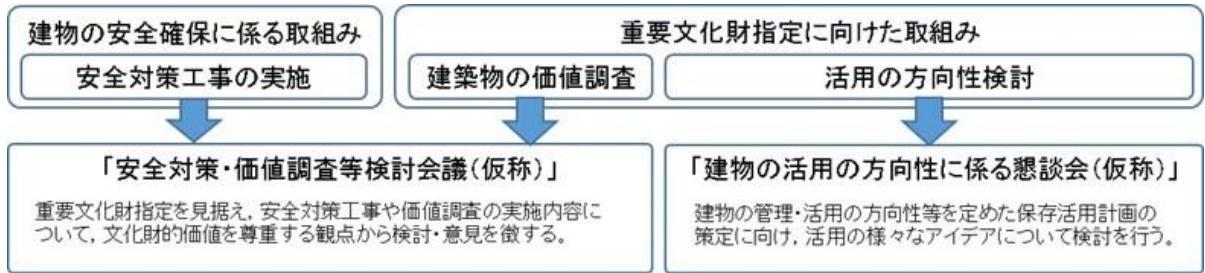 建物の安全確保に係る取組み
重要文化財指定に向けた取組み
安全対策工事の実施
建築物の価値調査
活用の方向性検討
「安全対策・価値調査等検討会議(仮称)」
重要文化財指定を見据え,安全対策工事や価値調査の実施内容に
ついて,文化財的価値を尊重する観点から検討・意見を徴する。
「建物の活用の方向性に係る懇談会(仮称)」
建物の管理・活用の方向性等を定めた保存活用計画の
策定に向け,活用の様々なアイデアについて検討を行う。